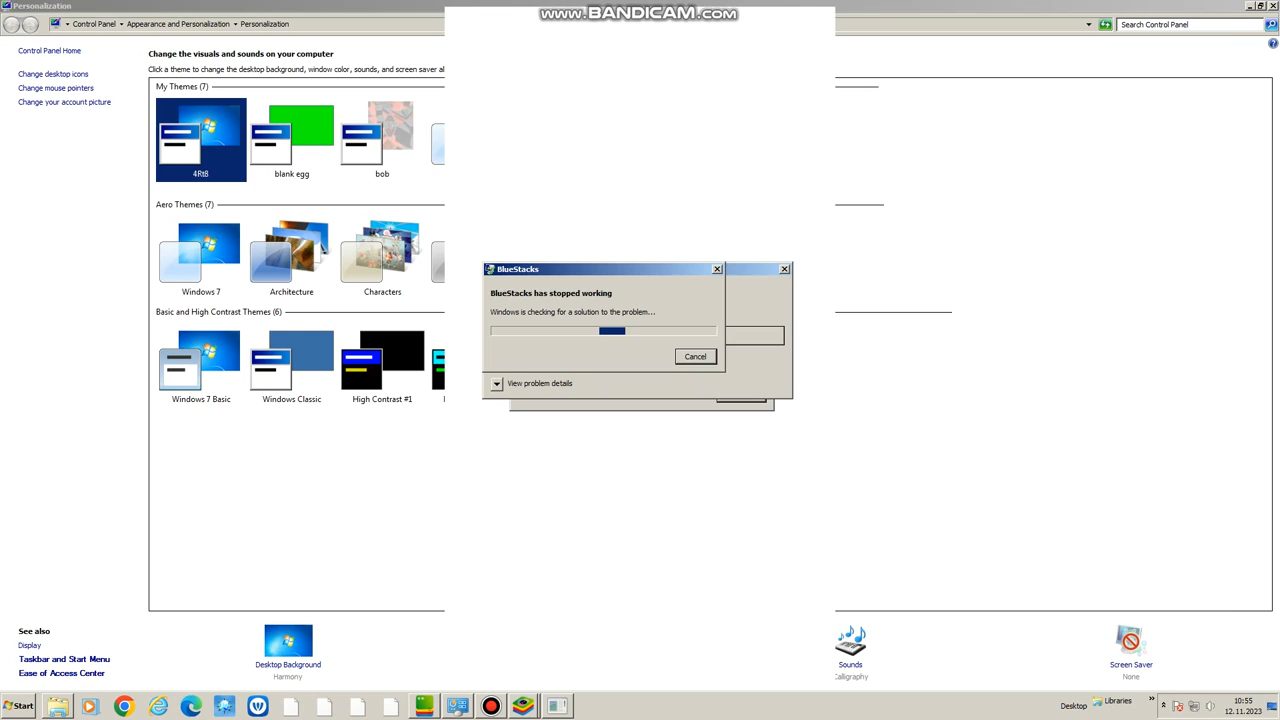 Personalization
www.BANDICAM.com
Control Panel
Appearance and Personalization
Personalization
Search Control Panel
Control Panel Home
Change desktop icons
Change mouse pointers
Change your account picture
Change the visuals and sounds on your computer
Click a theme to change the desktop background, window color, sounds, and screen saver al
My Themes (7)
4Rt8
blank egg
bob
Aero Themes (7)
Windows 7
Architecture
Characters
Basic and High Contrast Themes (6)
Windows 7 Basic
Windows Classic
High Contrast #1
BlueStacks
BlueStacks has stopped working
Windows is checking for a solution to the problem...
Cancel
View problem details
See also
Display
Taskbar and Start Menu
Ease of Access Center
Desktop Background
Harmony
Sounds
Calligraphy
Screen Saver
None
Start
Desktop
Libraries
10:55
12.11.2023